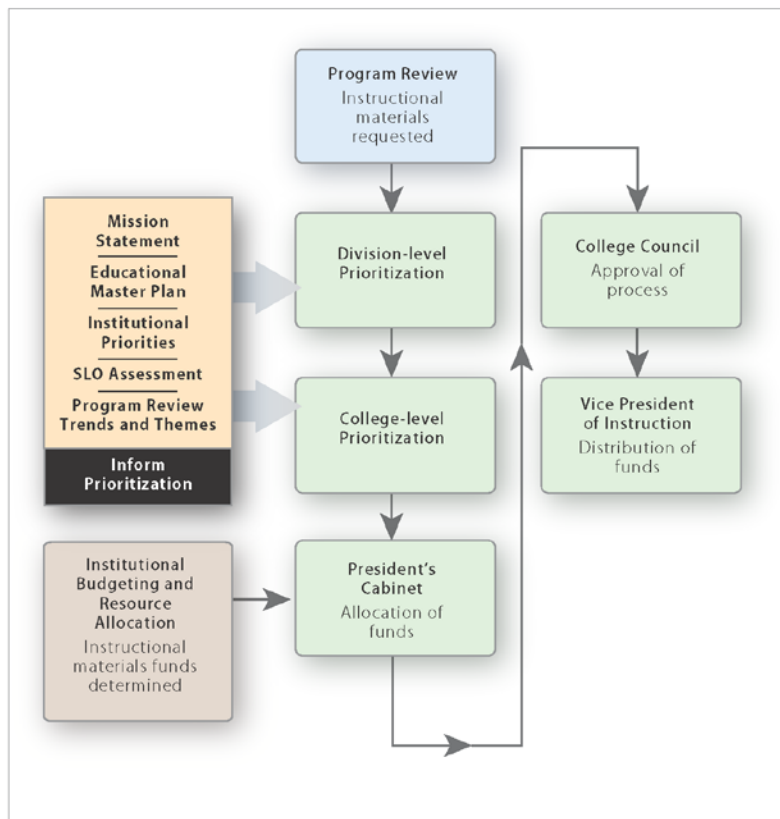 Program Review
Instructional
materials
requested
Mission
Statement
Educational
Master Plan
Institutional
Priorities
SLO Assessment
Program Review
Trends and Themes
Inform
Prioritization
Division-level
Prioritization
College-level
Prioritization
Institutional
Budgeting and
Resource
Allocation
Instructional
materials funds
determined
President's
Cabinet
Allocation of
funds
College Council
Approval of
process
Vice President
of Instruction
Distribution of
funds